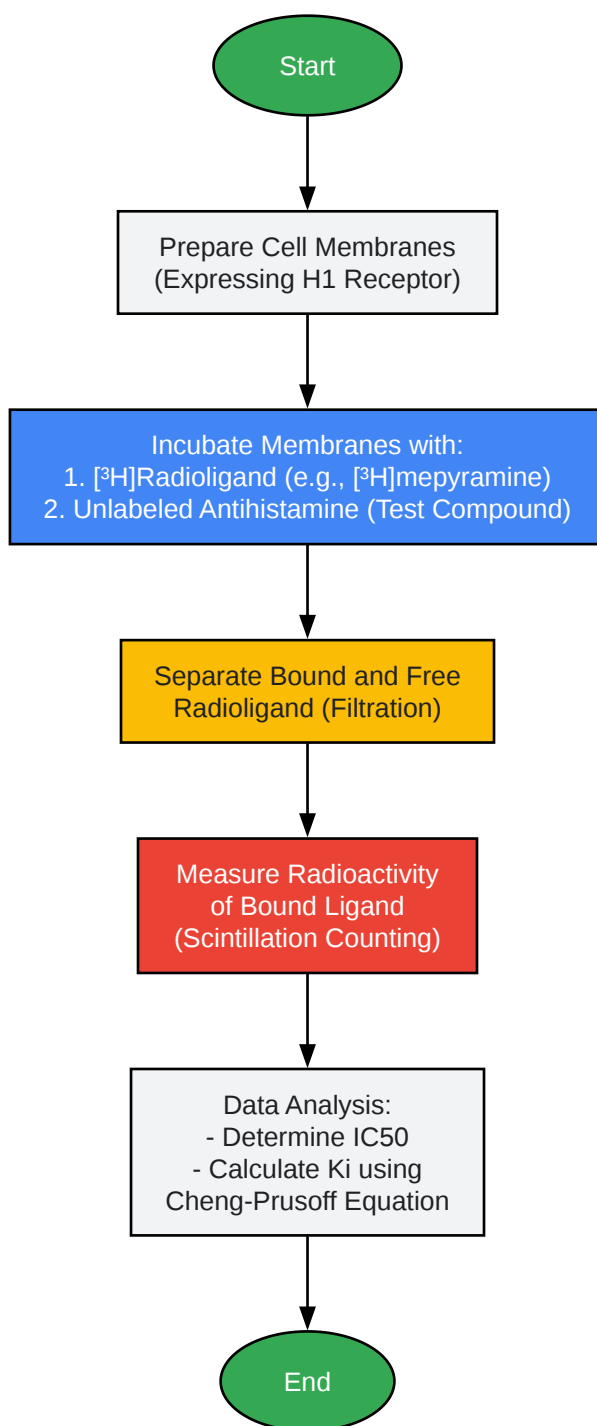 Start
Prepare Cell Membranes
(Expressing H1 Receptor)
Incubate Membranes with:
1. [³H]Radioligand (e.g., [³H]mepyramine)
2. Unlabeled Antihistamine (Test Compound)
Separate Bound and Free
Radioligand (Filtration)
Measure Radioactivity
of Bound Ligand
(Scintillation Counting)
Data Analysis:
- Determine IC50
- Calculate Ki using
Cheng-Prusoff Equation
End